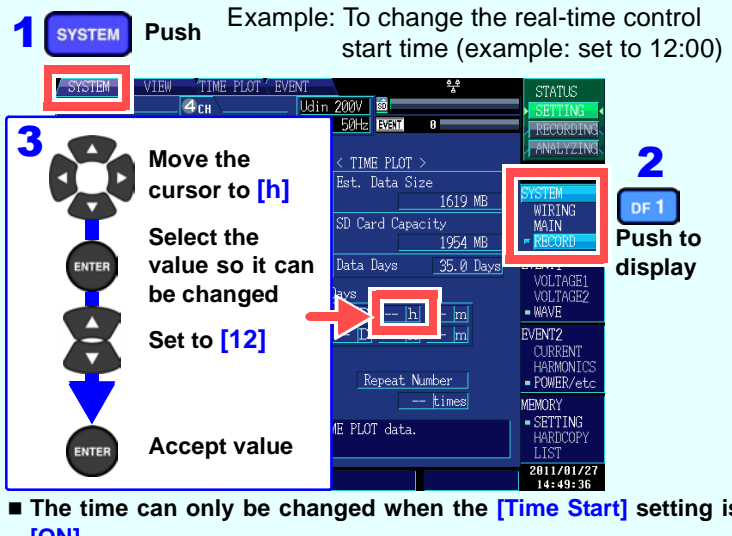 1 SYSTEM Push
Example: To change the real-time control
start time (example: set to 12:00)
SYSTEM VIEW TIME PLOT EVENT
4CH Udin 200V SD
50Hz EVENT 0
STATUS
SETTING
RECORDING
ANALYZING
3
Move the
cursor to [h]
ENTER
Select the
value so it can
be changed
Set to [12]
ENTER
Accept value
< TIME PLOT >
Est. Data Size
1619 MB
SD Card Capacity
1954 MB
Data Days 35.0 Days
-- h -- m
Repeat Number
-- times
PLOT data.
2
DF 1
Push to
display
SYSTEM
WIRING
MAIN
RECORD
VOLTAGE1
VOLTAGE2
WAVE
EVENT2
CURRENT
HARMONICS
POWER/etc
MEMORY
SETTING
HARDCOPY
LIST
2011/01/27
14:49:36
■ The time can only be changed when the [Time Start] setting is
[ON]